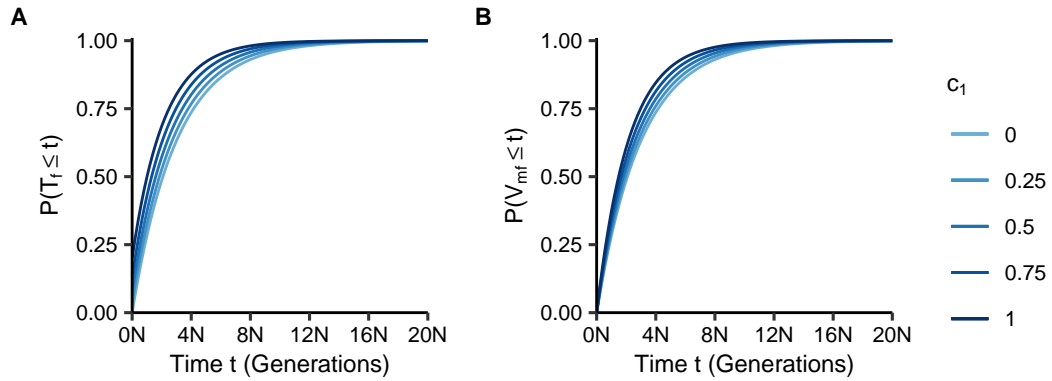 A
P(T_f ≤ t)
1.00
0.75
0.50
0.25
0.00
0N 4N 8N 12N 16N 20N
Time t (Generations)
B
P(V_mf ≤ t)
1.00
0.75
0.50
0.25
0.00
0N 4N 8N 12N 16N 20N
Time t (Generations)
c_1
0
0.25
0.5
0.75
1